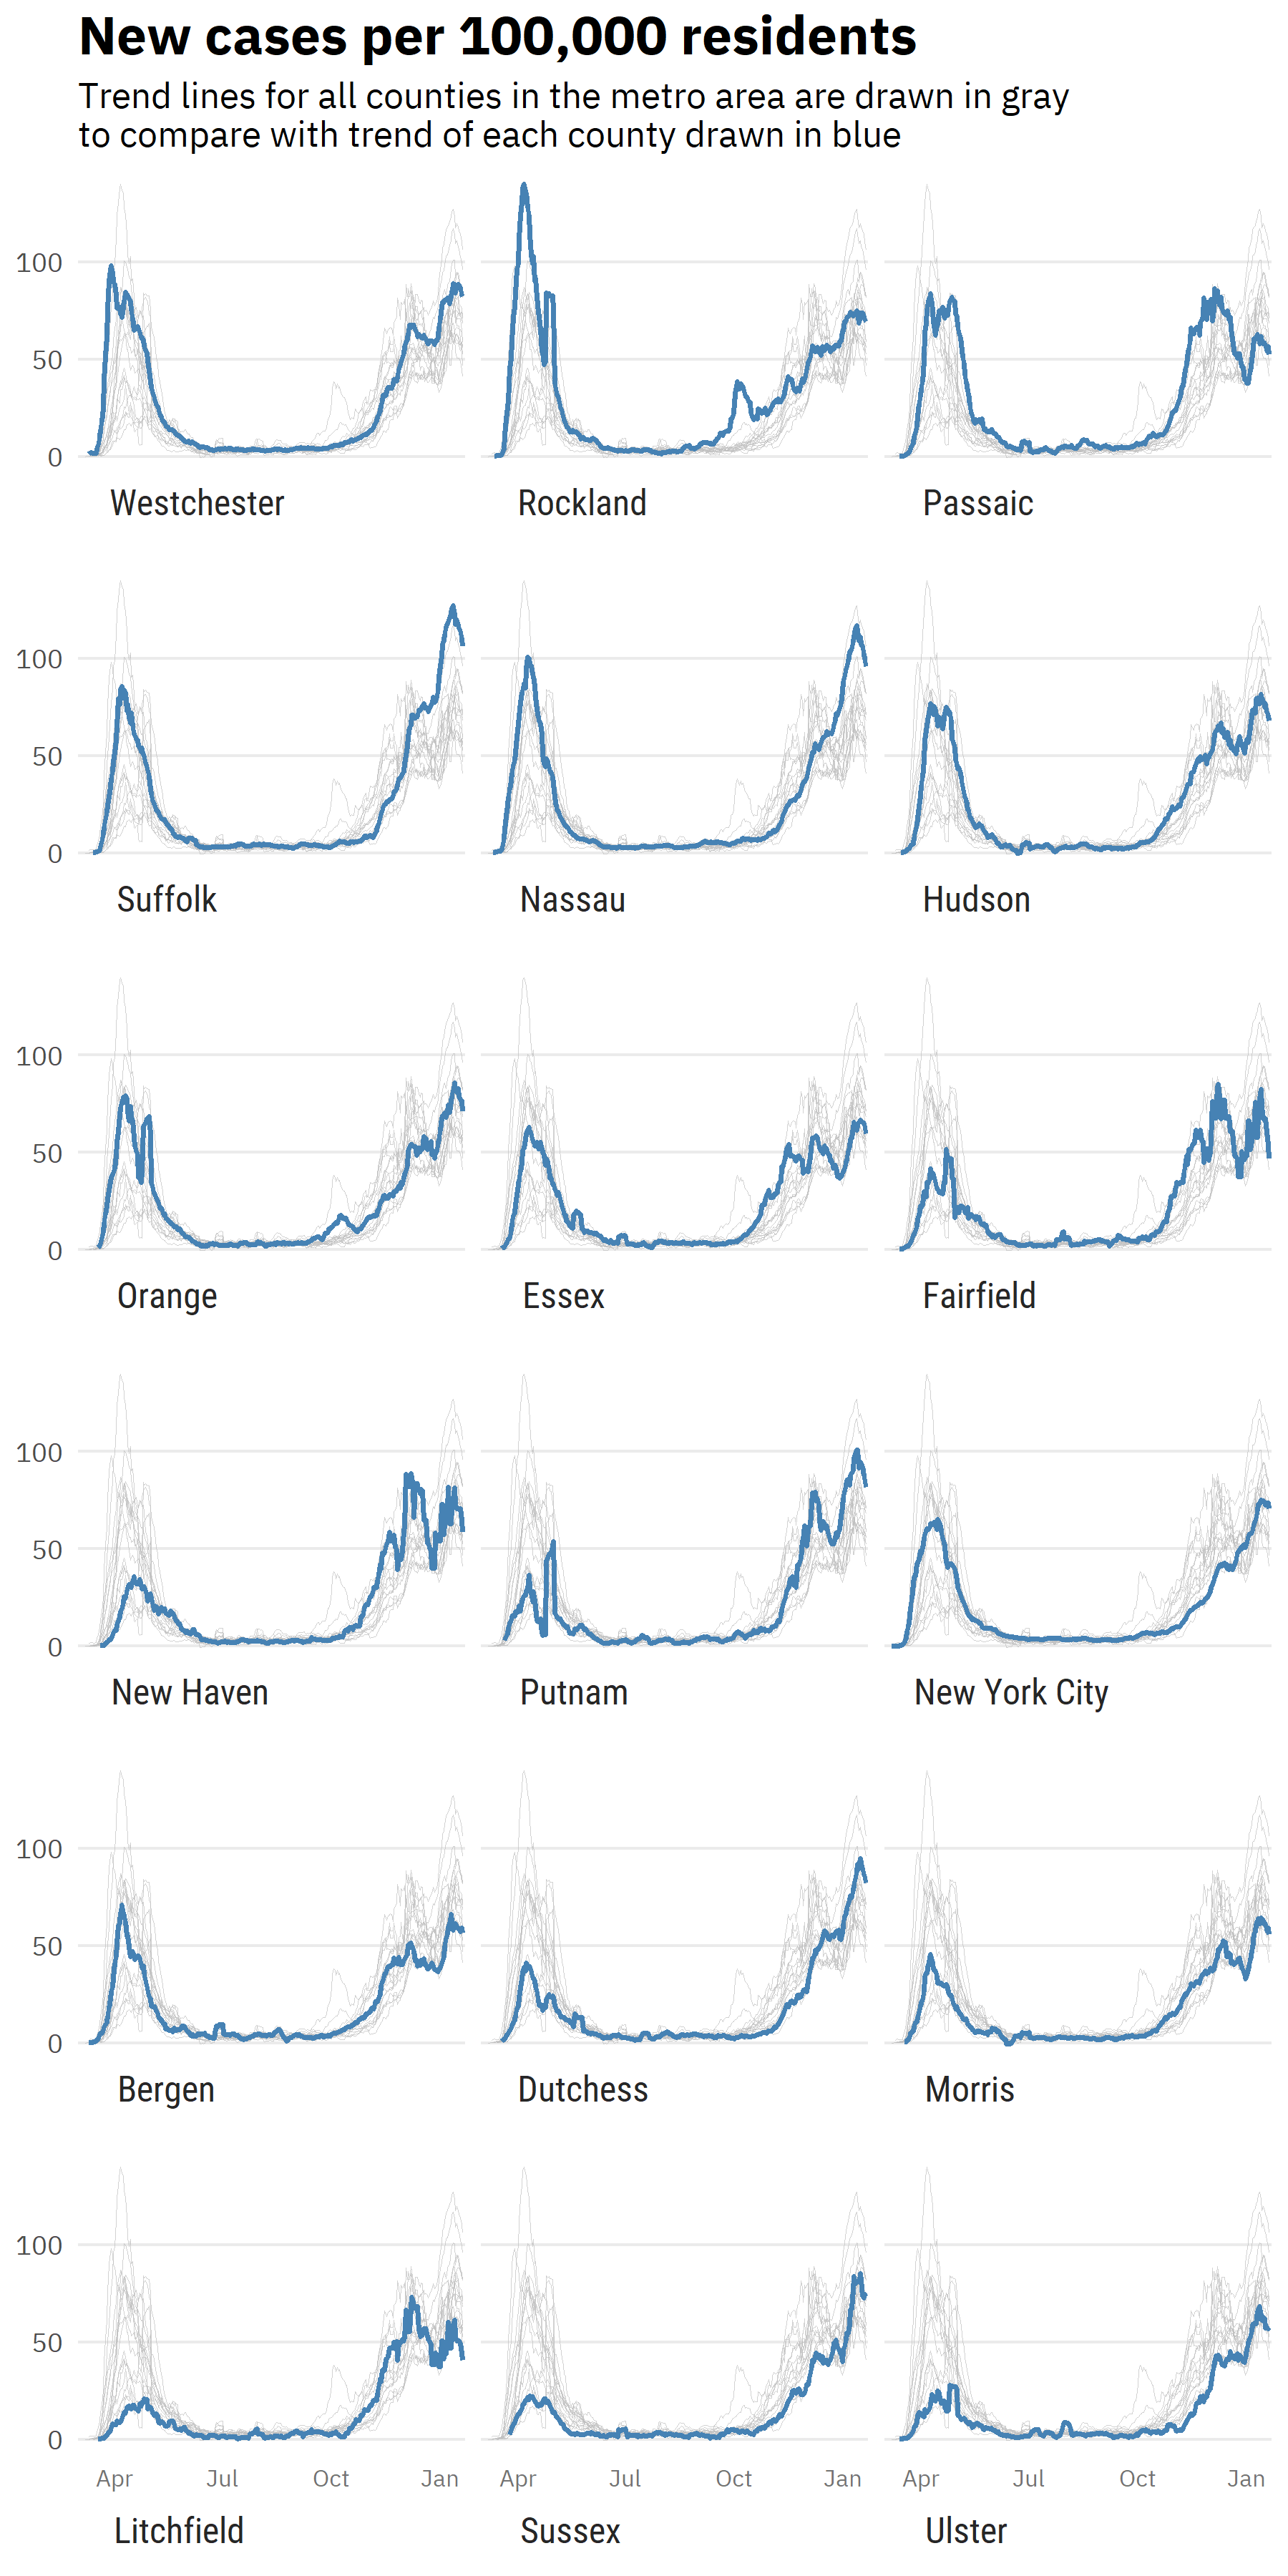 New cases per 100,000 residents
Trend lines for all counties in the metro area are drawn in gray
to compare with trend of each county drawn in blue
100
50
0
Westchester Rockland Passaic
100
50
0
Suffolk Nassau Hudson
100
50
0
Orange Essex Fairfield
100
50
0
New Haven Putnam New York City
100
50
0
Bergen Dutchess Morris
100
50
0
Apr Jul Oct Jan Apr Jul Oct Jan Apr Jul Oct Jan
Litchfield Sussex Ulster